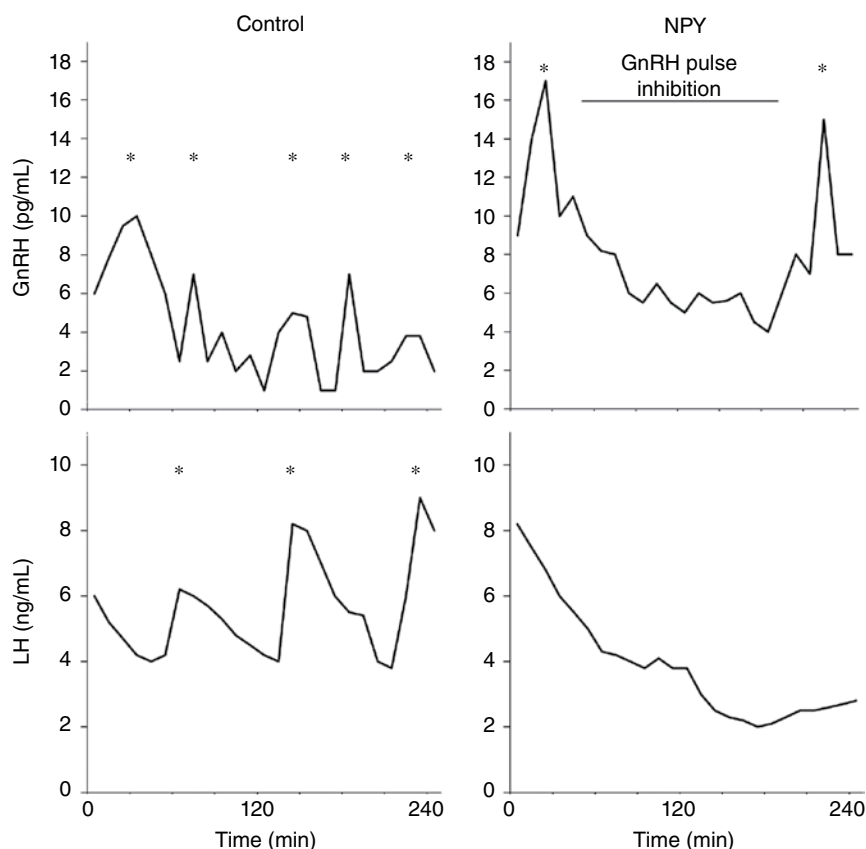 Control
NPY
GnRH (pg/mL)
18
16
14
12
10
8
6
4
2
0
* * * * *
18
16
14
12
10
8
6
4
2
0
* *
GnRH pulse
inhibition
LH (ng/mL)
10
8
6
4
2
0
* * *
0 120 240
Time (min)
10
8
6
4
2
0
0 120 240
Time (min)